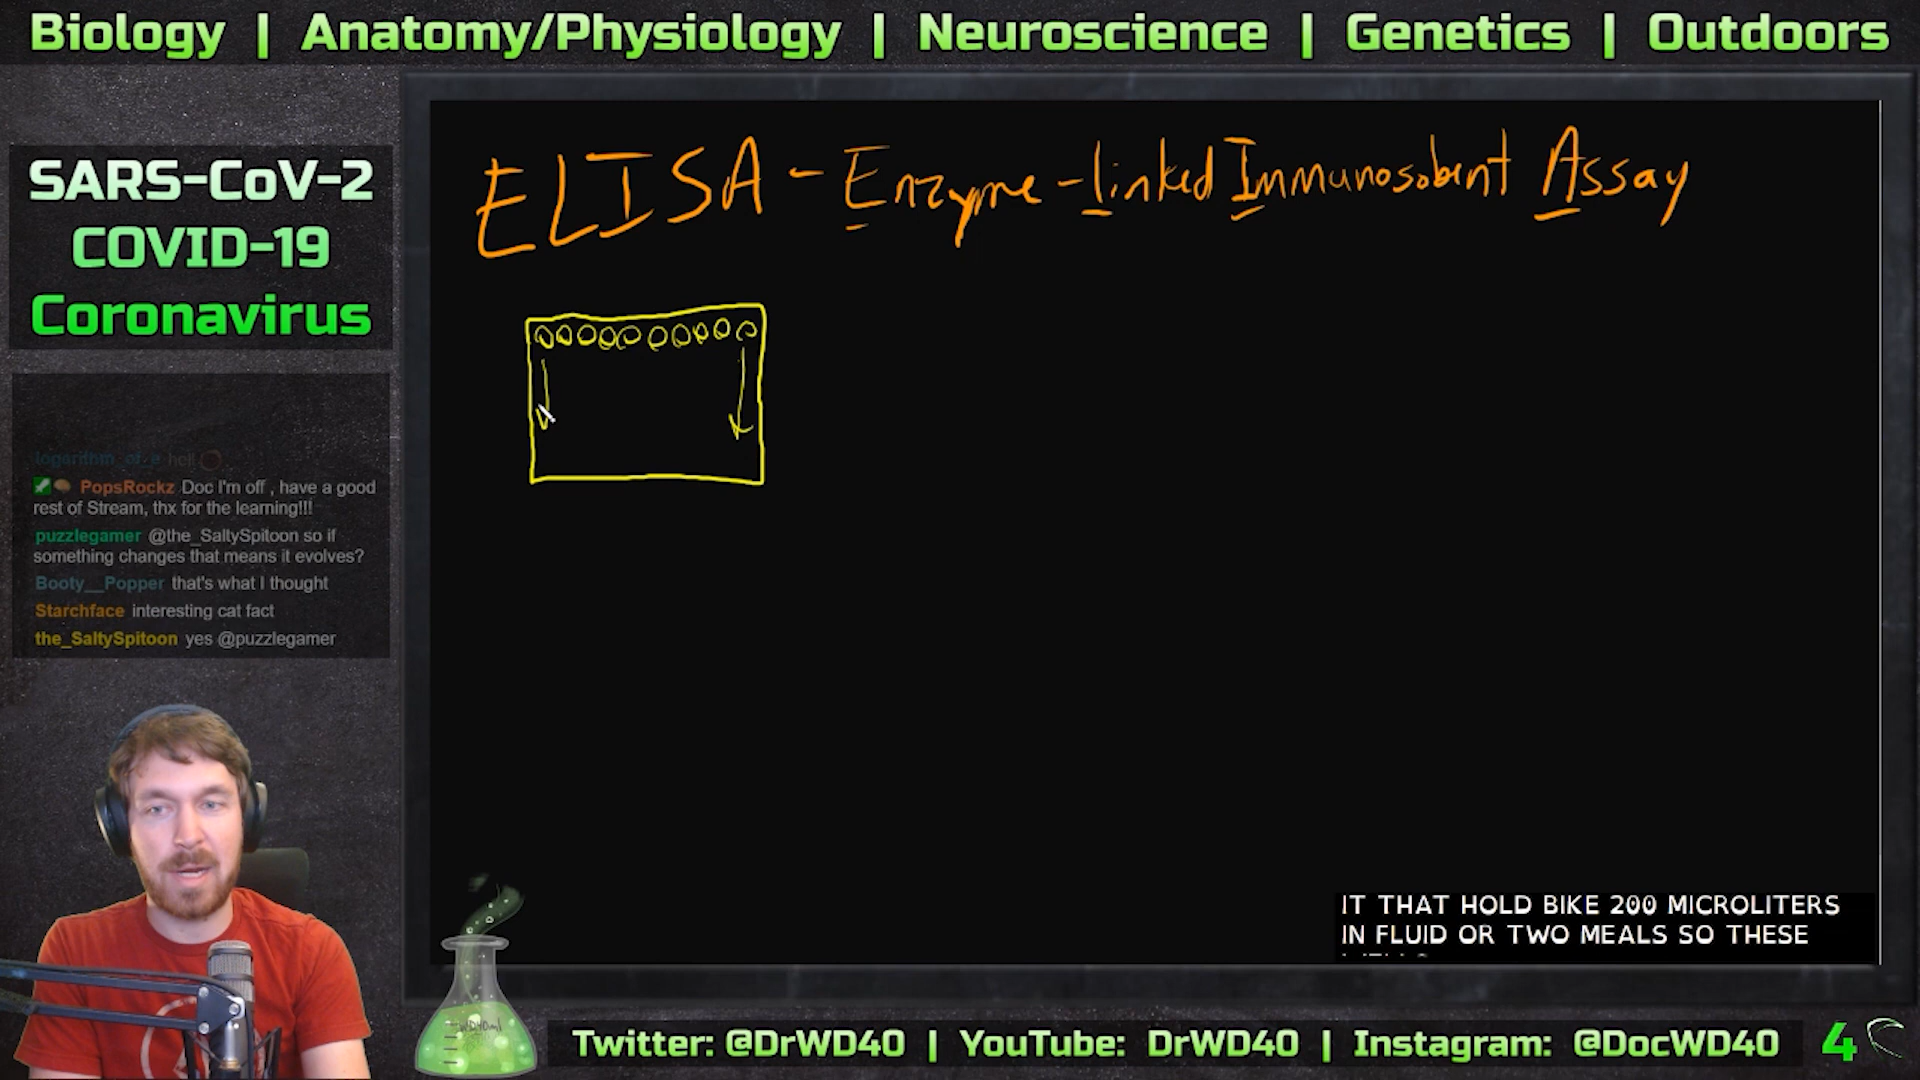 Biology | Anatomy/Physiology | Neuroscience | Genetics | Outdoors
SARS-CoV-2
COVID-19
Coronavirus
ELISA - Enzyme-linked Immunosobent Assay
logarithm_of_e hell
PopsRockz Doc I'm off , have a good
rest of Stream, thx for the learning!!!
puzzlegamer @the_SaltySpitoon so if
something changes that means it evolves?
Booty__Popper that's what I thought
Starchface interesting cat fact
the_SaltySpitoon yes @puzzlegamer
IT THAT HOLD BIKE 200 MICROLITERS
IN FLUID OR TWO MEALS SO THESE
Twitter: @DrWD40 | YouTube: DrWD40 | Instagram: @DocWD40
4